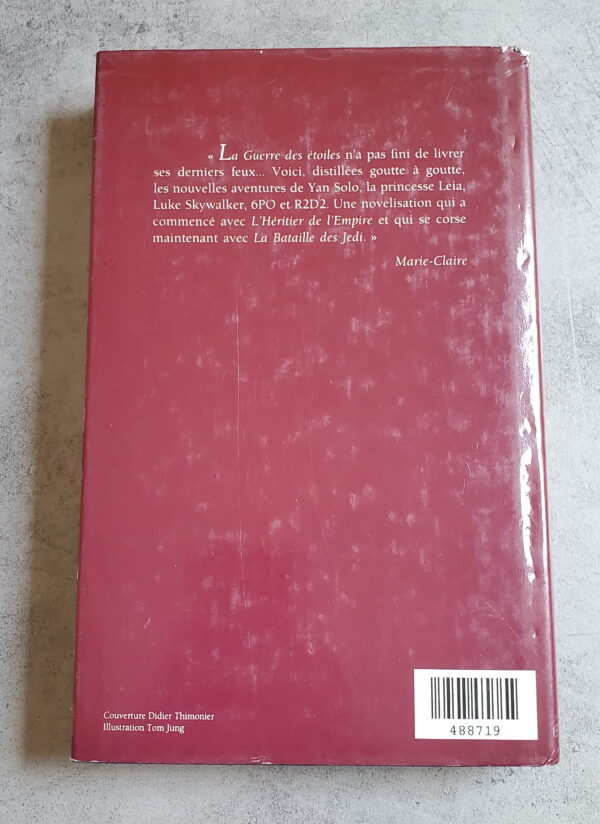 « La Guerre des étoiles n'a pas fini de livrer
ses derniers feux... Voici, distillées goutte à goutte,
les nouvelles aventures de Yan Solo, la princesse Leia,
Luke Skywalker, 6PO et R2D2. Une novelisation qui a
commencé avec L'Héritier de l'Empire et qui se corse
maintenant avec La Bataille des Jedi. »
Marie-Claire
Couverture Didier Thimonier
Illustration Tom Jung
488719